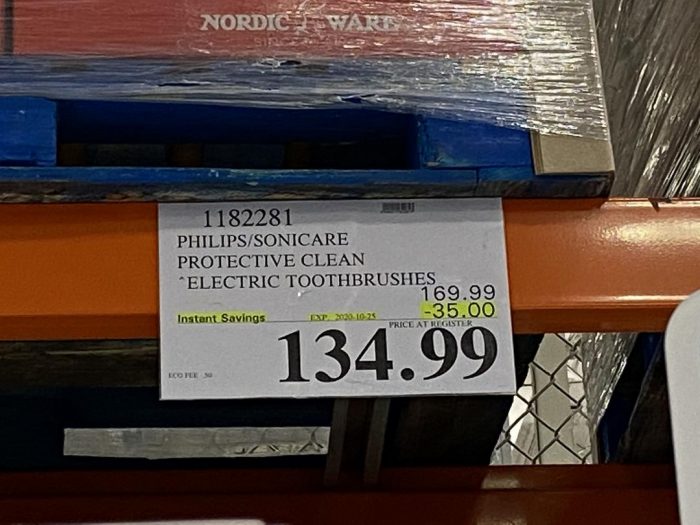 NORDIC WARE
1182281
PHILIPS/SONICARE
PROTECTIVE CLEAN
^ELECTRIC TOOTHBRUSHES
169.99
Instant Savings EXP. 2020-10-25 -35.00
PRICE AT REGISTER
134.99
ECO FEE .50